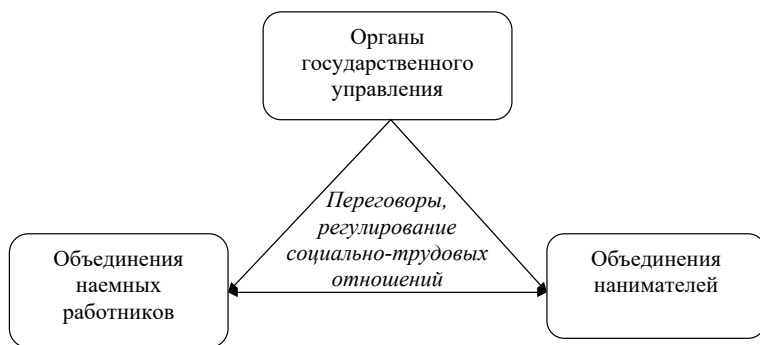 Органы
государственного
управления
Переговоры,
регулирование
социально-трудовых
отношений
Объединения
наемных
работников
Объединения
нанимателей